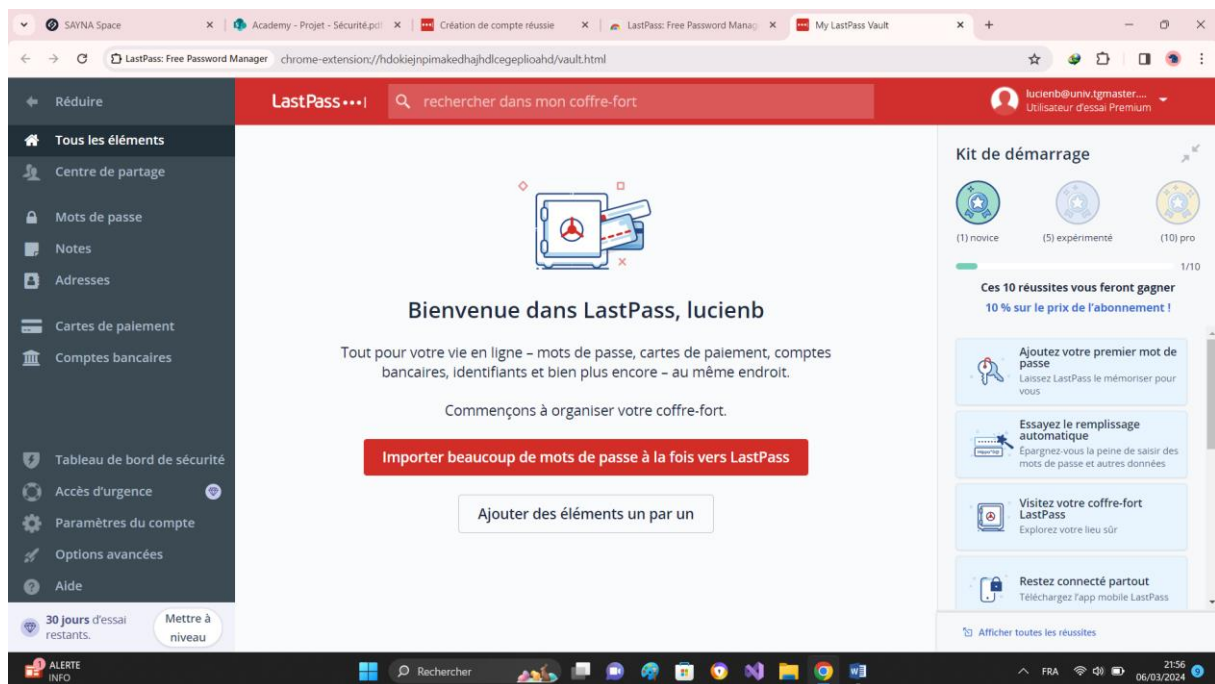 SAYNA Space
Academy - Projet - Sécurité.pdf
Création de compte réussie
LastPass: Free Password Manag
My LastPass Vault
LastPass: Free Password Manager
chrome-extension://hdokiejnpimakedhajhdlcegeplioahd/vault.html
Réduire
LastPass
rechercher dans mon coffre-fort
lucienb@univ.tgmaster....
Utilisateur d'essai Premium
Tous les éléments
Centre de partage
Mots de passe
Notes
Adresses
Cartes de paiement
Comptes bancaires
Tableau de bord de sécurité
Accès d'urgence
Paramètres du compte
Options avancées
Aide
30 jours d'essai
restants.
Mettre à
niveau
Bienvenue dans LastPass, lucienb
Tout pour votre vie en ligne – mots de passe, cartes de paiement, comptes
bancaires, identifiants et bien plus encore – au même endroit.
Commençons à organiser votre coffre-fort.
Importer beaucoup de mots de passe à la fois vers LastPass
Ajouter des éléments un par un
Kit de démarrage
(1) novice
(5) expérimenté
(10) pro
1/10
Ces 10 réussites vous feront gagner
10 % sur le prix de l'abonnement !
Ajoutez votre premier mot de
passe
Laissez LastPass le mémoriser pour
vous
Essayez le remplissage
automatique
Épargnez-vous la peine de saisir des
mots de passe et autres données
Visitez votre coffre-fort
LastPass
Explorez votre lieu sûr
Restez connecté partout
Téléchargez l'app mobile LastPass
Afficher toutes les réussites
1
ALERTE
INFO
Rechercher
FRA
21:56
06/03/2024
9